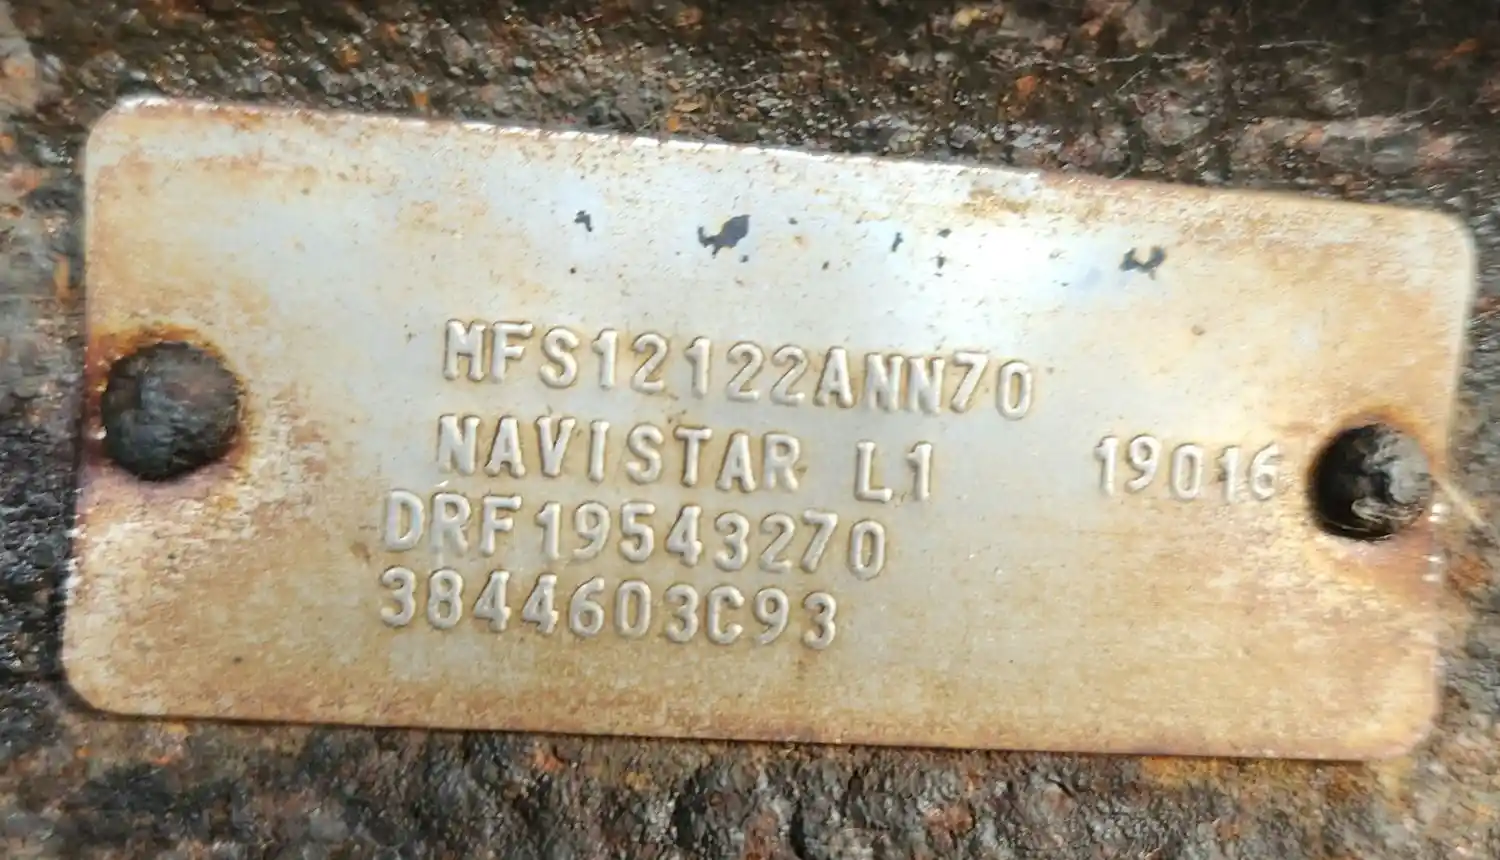 MFS12122ANN70
NAVISTAR L1 19016
DRF19543270
3844603C93